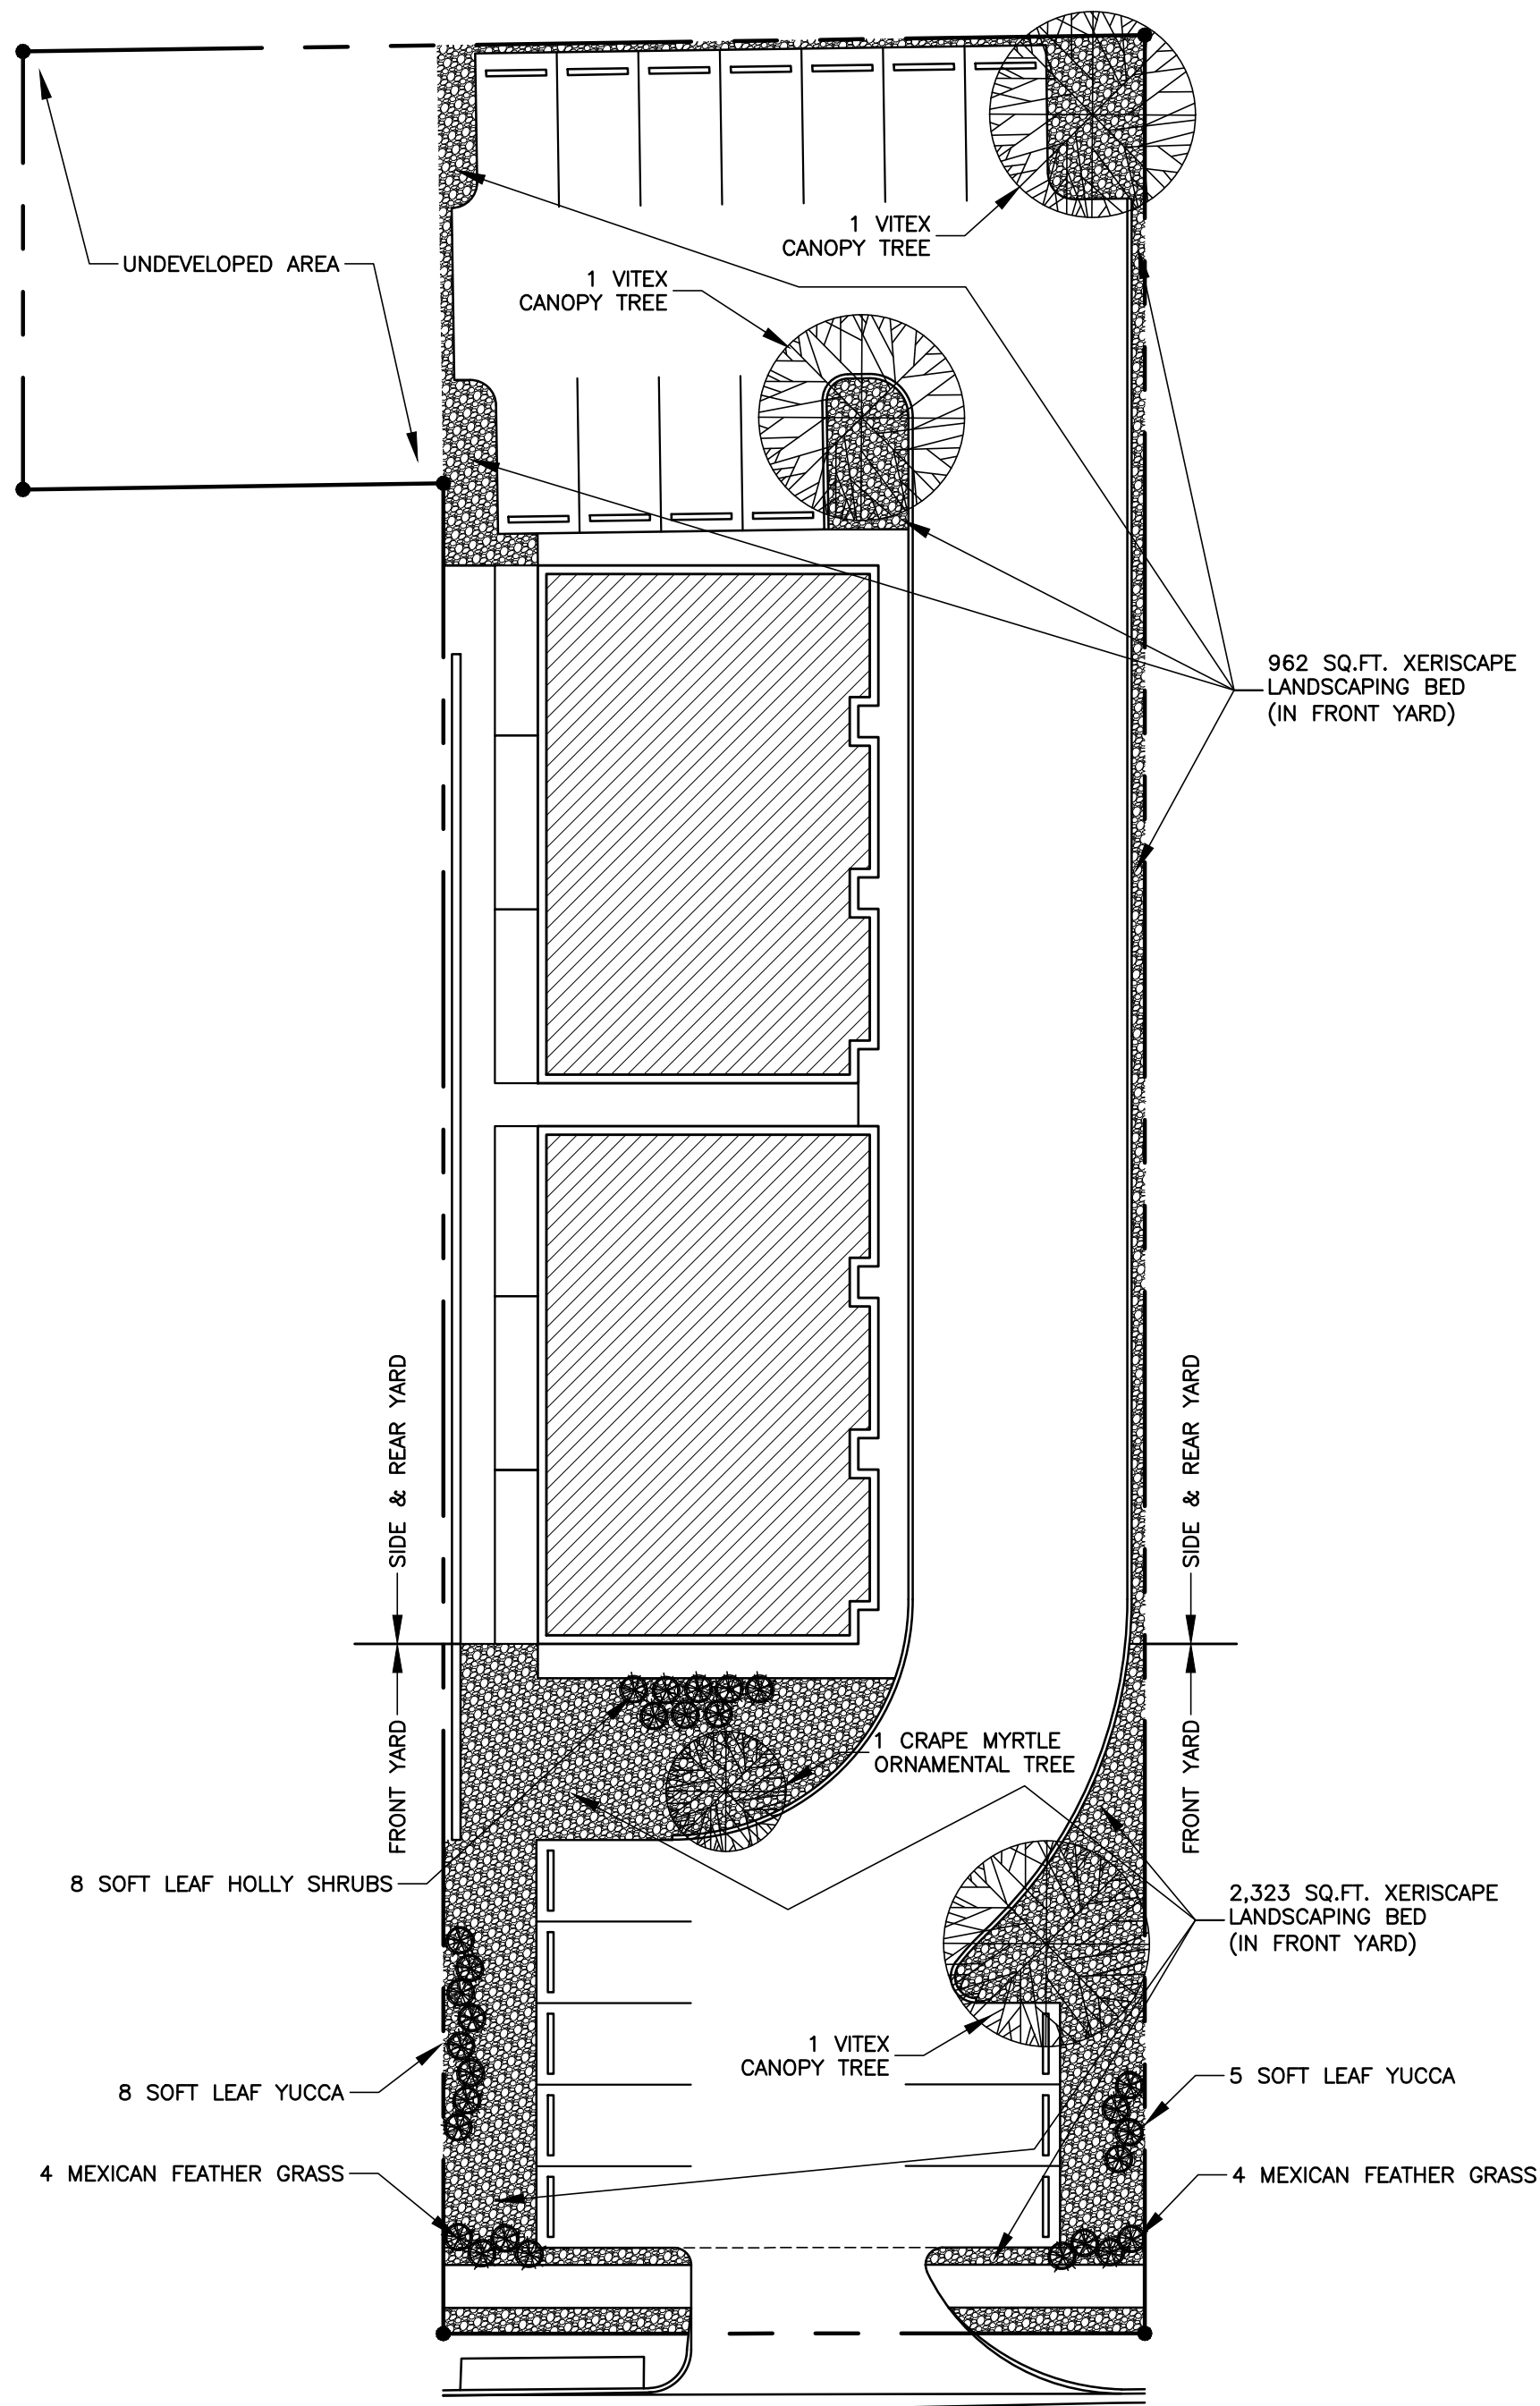 1 VITEX
CANOPY TREE
UNDEVELOPED AREA
1 VITEX
CANOPY TREE
962 SQ.FT. XERISCAPE
LANDSCAPING BED
(IN FRONT YARD)
SIDE & REAR YARD
SIDE & REAR YARD
FRONT YARD
FRONT YARD
1 CRAPE MYRTLE
ORNAMENTAL TREE
8 SOFT LEAF HOLLY SHRUBS
2,323 SQ.FT. XERISCAPE
LANDSCAPING BED
(IN FRONT YARD)
1 VITEX
CANOPY TREE
8 SOFT LEAF YUCCA
5 SOFT LEAF YUCCA
4 MEXICAN FEATHER GRASS
4 MEXICAN FEATHER GRASS